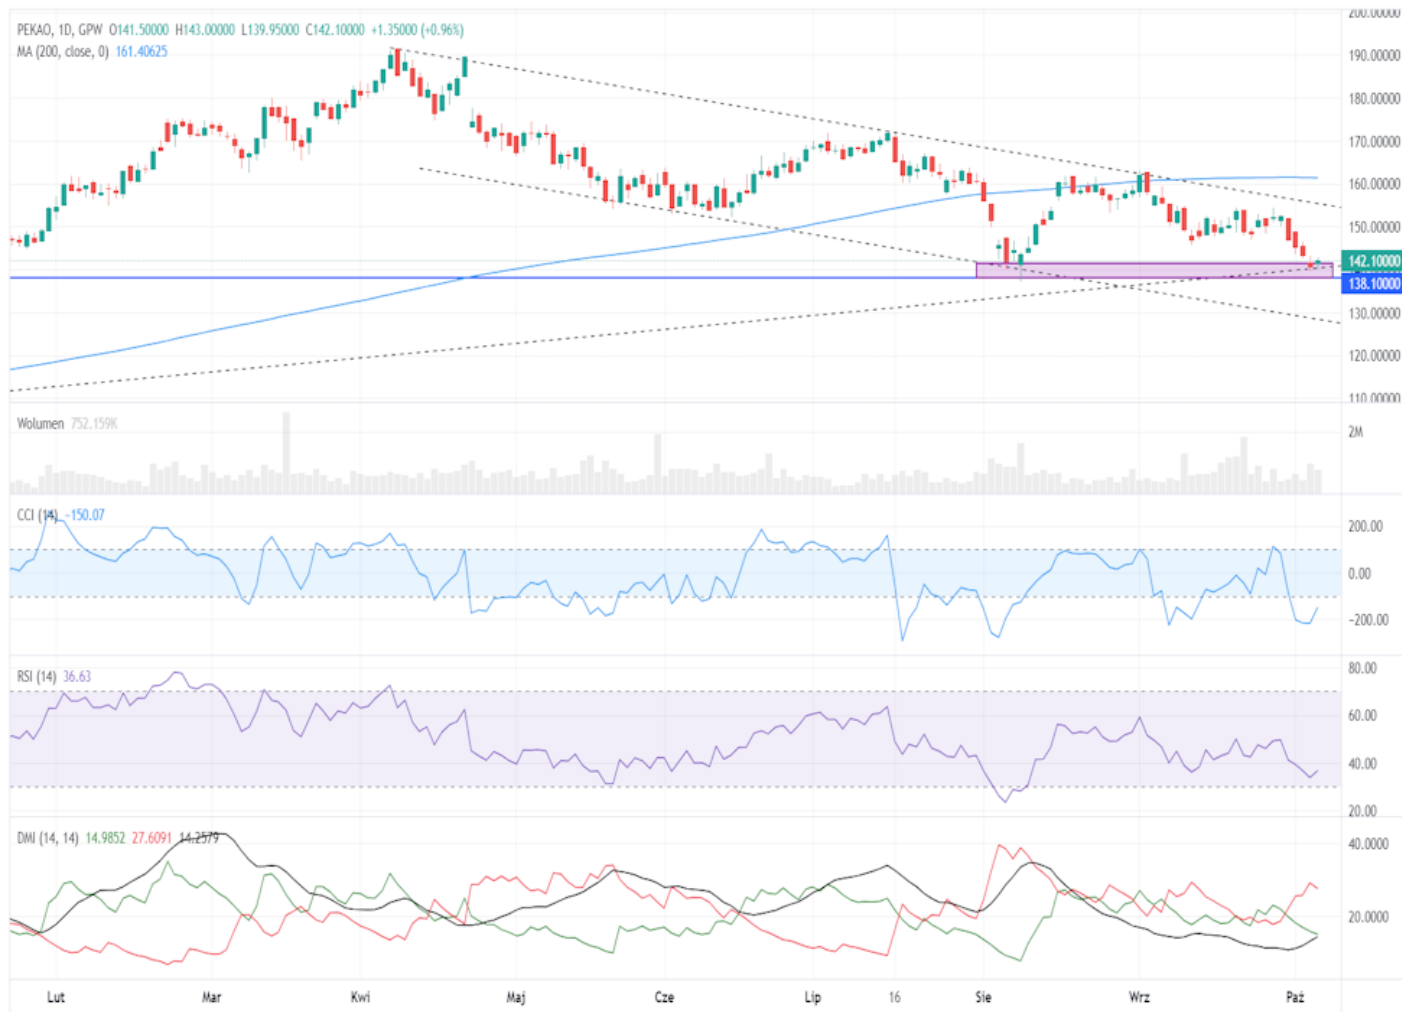 PEKAO, 1D, GPW O141.50000 H143.00000 L139.95000 C142.10000 +1.35000 (+0.96%)
MA (200, close, 0) 161.40625
200.00000
190.00000
180.00000
170.00000
160.00000
150.00000
142.10000
138.10000
130.00000
120.00000
110.00000
Wolumen 752.159K
2M
CCI (14) −150.07
200.00
0.00
−200.00
RSI (14) 36.63
80.00
60.00
40.00
20.00
DMI (14, 14) 14.9852 27.6091 14.2579
40.0000
20.0000
Lut Mar Kwi Maj Cze Lip 16 Sie Wrz Paź